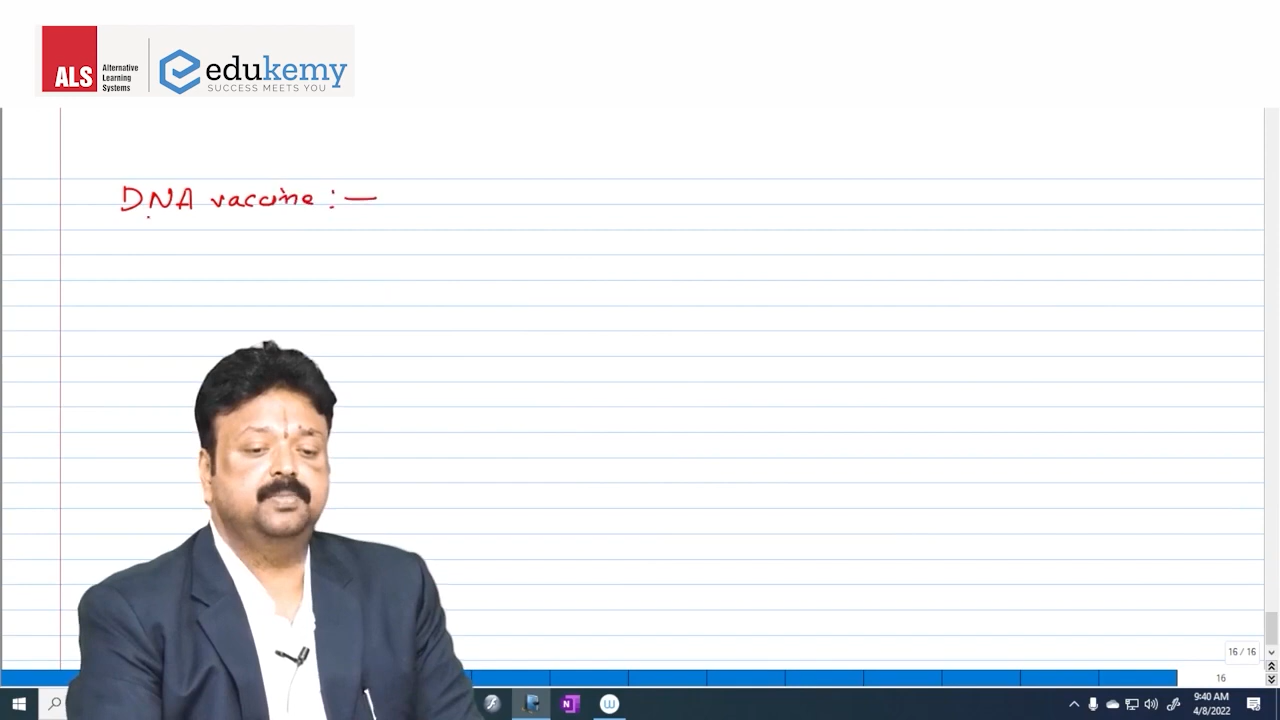 ALS
Alternative
Learning
Systems
edukemy
SUCCESS MEETS YOU
DNA vaccine :—
16 / 16
16
9:40 AM
4/8/2022